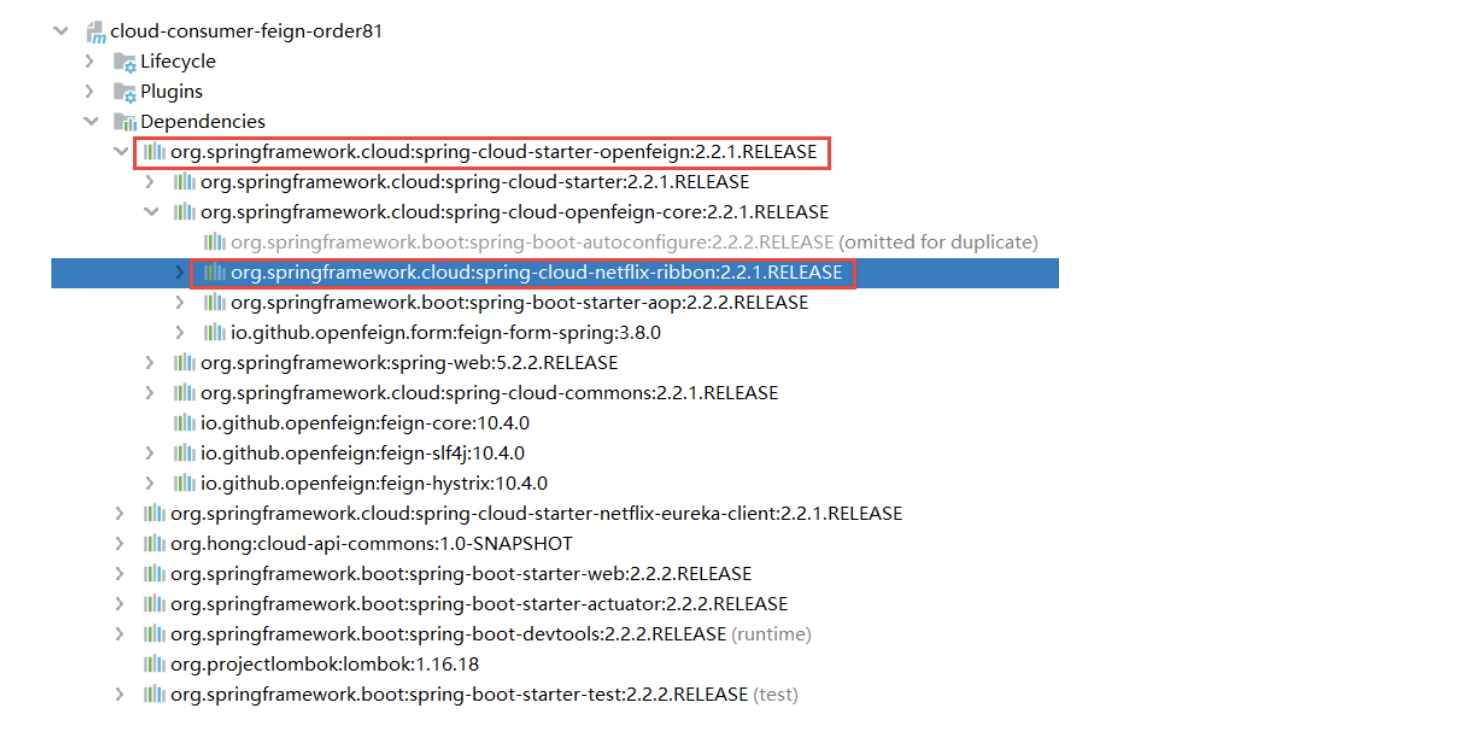 cloud-consumer-feign-order81
Lifecycle
Plugins
Dependencies
org.springframework.cloud:spring-cloud-starter-openfeign:2.2.1.RELEASE
org.springframework.cloud:spring-cloud-starter:2.2.1.RELEASE
org.springframework.cloud:spring-cloud-openfeign-core:2.2.1.RELEASE
org.springframework.boot:spring-boot-autoconfigure:2.2.2.RELEASE (omitted for duplicate)
org.springframework.cloud:spring-cloud-netflix-ribbon:2.2.1.RELEASE
org.springframework.boot:spring-boot-starter-aop:2.2.2.RELEASE
io.github.openfeign.form:feign-form-spring:3.8.0
org.springframework:spring-web:5.2.2.RELEASE
org.springframework.cloud:spring-cloud-commons:2.2.1.RELEASE
io.github.openfeign:feign-core:10.4.0
io.github.openfeign:feign-slf4j:10.4.0
io.github.openfeign:feign-hystrix:10.4.0
org.springframework.cloud:spring-cloud-starter-netflix-eureka-client:2.2.1.RELEASE
org.hong:cloud-api-commons:1.0-SNAPSHOT
org.springframework.boot:spring-boot-starter-web:2.2.2.RELEASE
org.springframework.boot:spring-boot-starter-actuator:2.2.2.RELEASE
org.springframework.boot:spring-boot-devtools:2.2.2.RELEASE (runtime)
org.projectlombok:lombok:1.16.18
org.springframework.boot:spring-boot-starter-test:2.2.2.RELEASE (test)